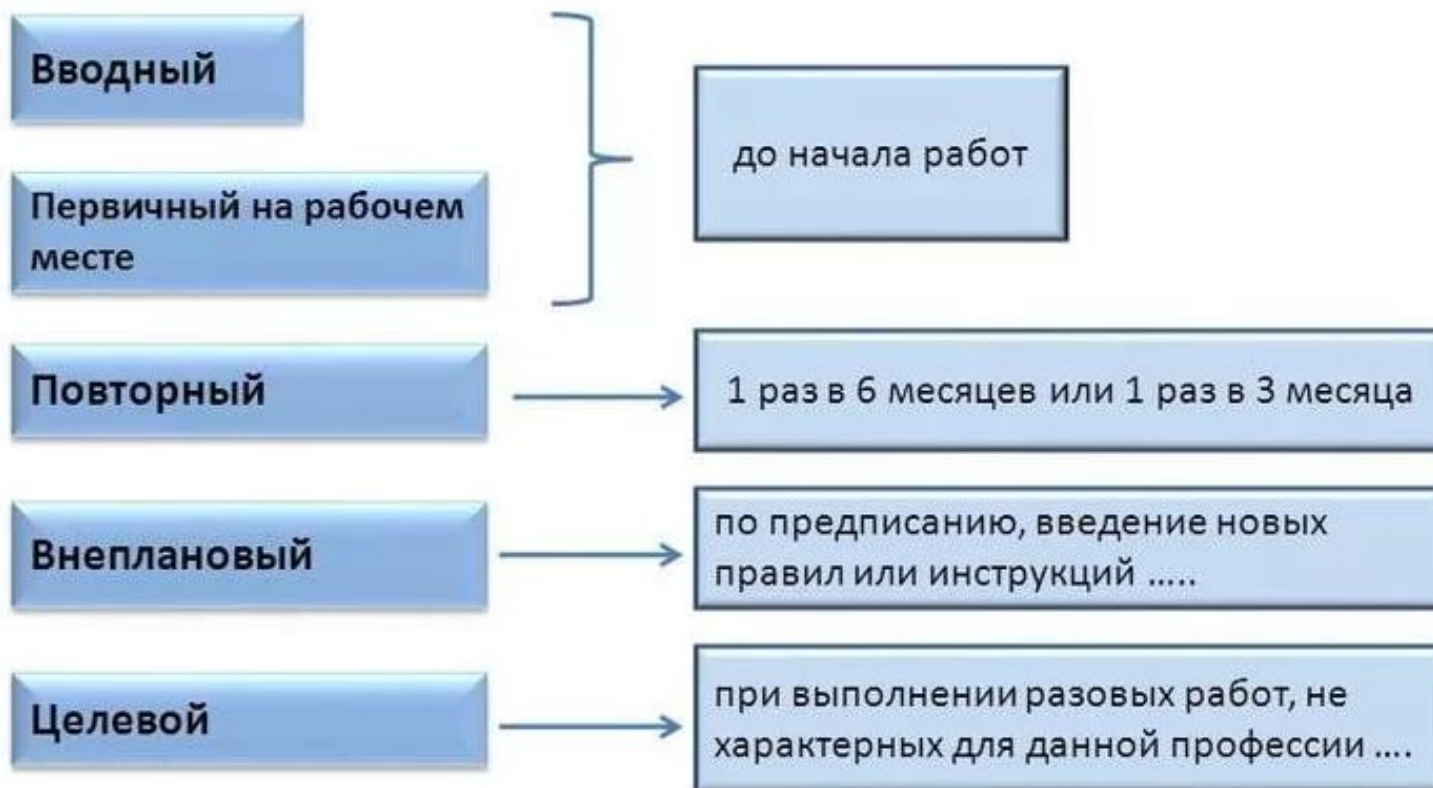 Вводный
Первичный на рабочем
месте
до начала работ
Повторный
1 раз в 6 месяцев или 1 раз в 3 месяца
Внеплановый
по предписанию, введение новых
правил или инструкций …..
Целевой
при выполнении разовых работ, не
характерных для данной профессии ….